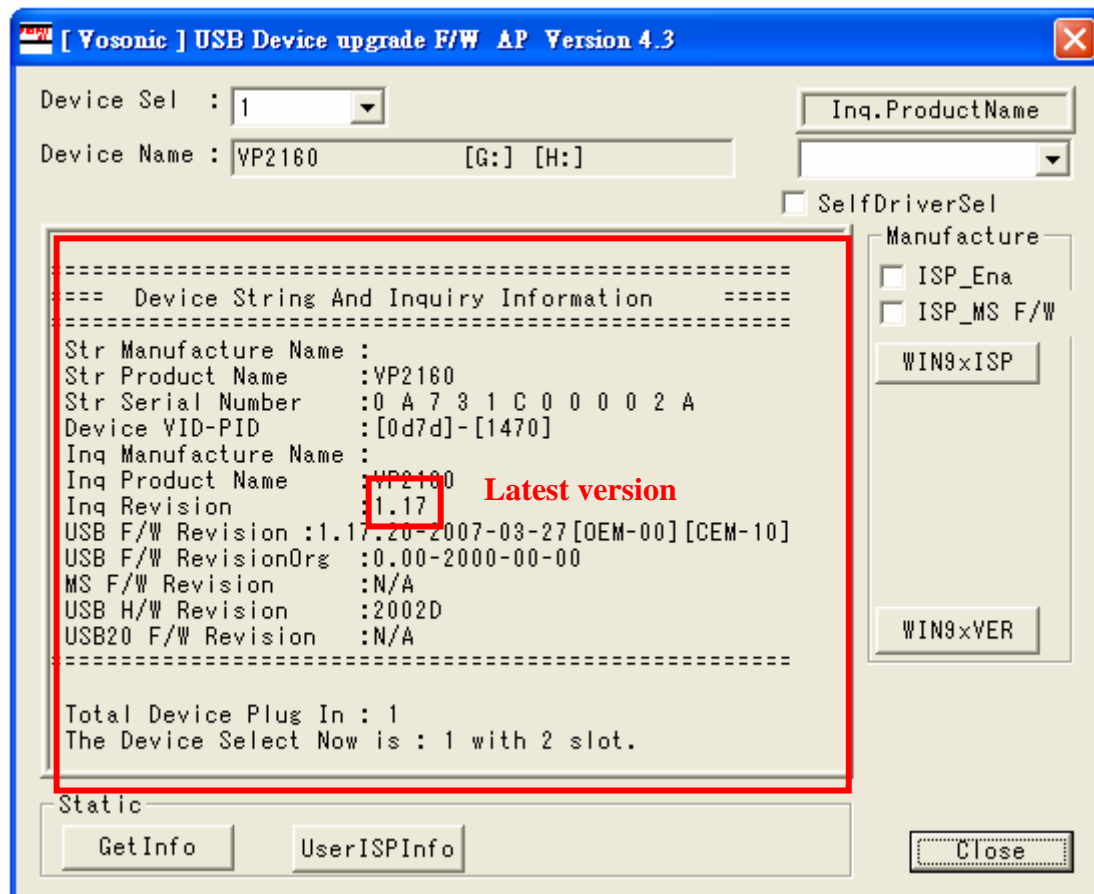 [ Vosonic ] USB Device upgrade F/W AP Version 4.3
Device Sel : 1
Inq.ProductName
Device Name : VP2160 [G:] [H:]
SelfDriverSel
Manufacture
ISP_Ena
ISP_MS F/W
WIN9xISP
WIN9xVER
=====================================================
==== Device String And Inquiry Information =====
=====================================================
Str Manufacture Name :
Str Product Name :VP2160
Str Serial Number :0 A 7 3 1 C 0 0 0 0 2 A
Device VID-PID :[0d7d]-[1470]
Inq Manufacture Name :
Inq Product Name :VP2160
Inq Revision :1.17
Latest version
USB F/W Revision :1.17.20-2007-03-27[OEM-00][CEM-10]
USB F/W RevisionOrg :0.00-2000-00-00
MS F/W Revision :N/A
USB H/W Revision :2002D
USB20 F/W Revision :N/A
=====================================================
Total Device Plug In : 1
The Device Select Now is : 1 with 2 slot.
Static
GetInfo
UserISPInfo
Close